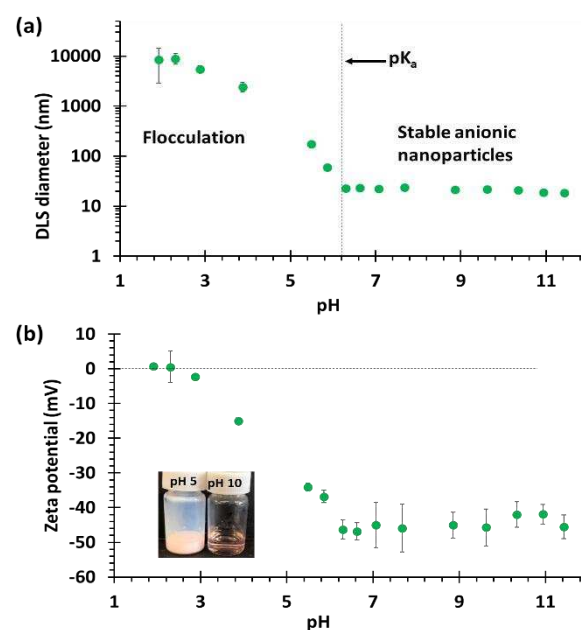 (a)
10000
1000
100
10
1
DLS diameter (nm)
pKₐ
Flocculation
Stable anionic
nanoparticles
1 3 5 7 9 11
pH
(b)
10
0
-10
-20
-30
-40
-50
-60
Zeta potential (mV)
pH 5 pH 10
1 3 5 7 9 11
pH